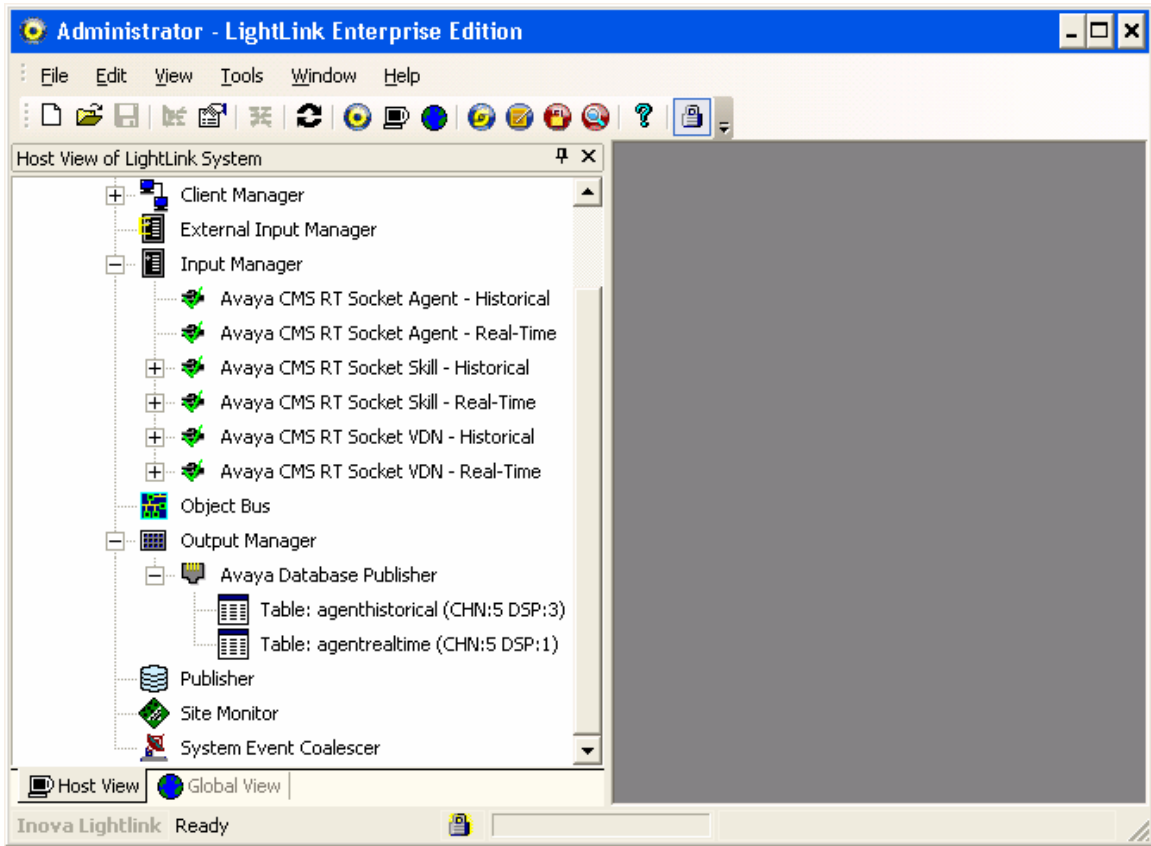 Administrator - LightLink Enterprise Edition
File Edit View Tools Window Help
Host View of LightLink System
Client Manager
External Input Manager
Input Manager
Avaya CMS RT Socket Agent - Historical
Avaya CMS RT Socket Agent - Real-Time
Avaya CMS RT Socket Skill - Historical
Avaya CMS RT Socket Skill - Real-Time
Avaya CMS RT Socket VDN - Historical
Avaya CMS RT Socket VDN - Real-Time
Object Bus
Output Manager
Avaya Database Publisher
Table: agenthistorical (CHN:5 DSP:3)
Table: agentrealtime (CHN:5 DSP:1)
Publisher
Site Monitor
System Event Coalescer
Host View Global View
Inova Lightlink Ready